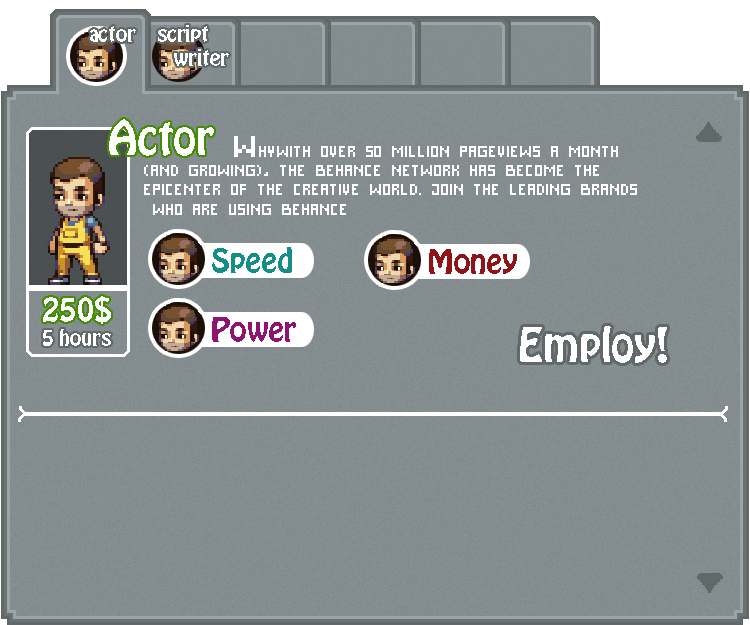 actor
script
writer
Actor
WHYWITH OVER 50 MILLION PAGEVIEWS A MONTH
(AND GROWING), THE BEHANCE NETWORK HAS BECOME THE
EPICENTER OF THE CREATIVE WORLD. JOIN THE LEADING BRANDS
WHO ARE USING BEHANCE
Speed
Money
250$
5 hours
Power
Employ!